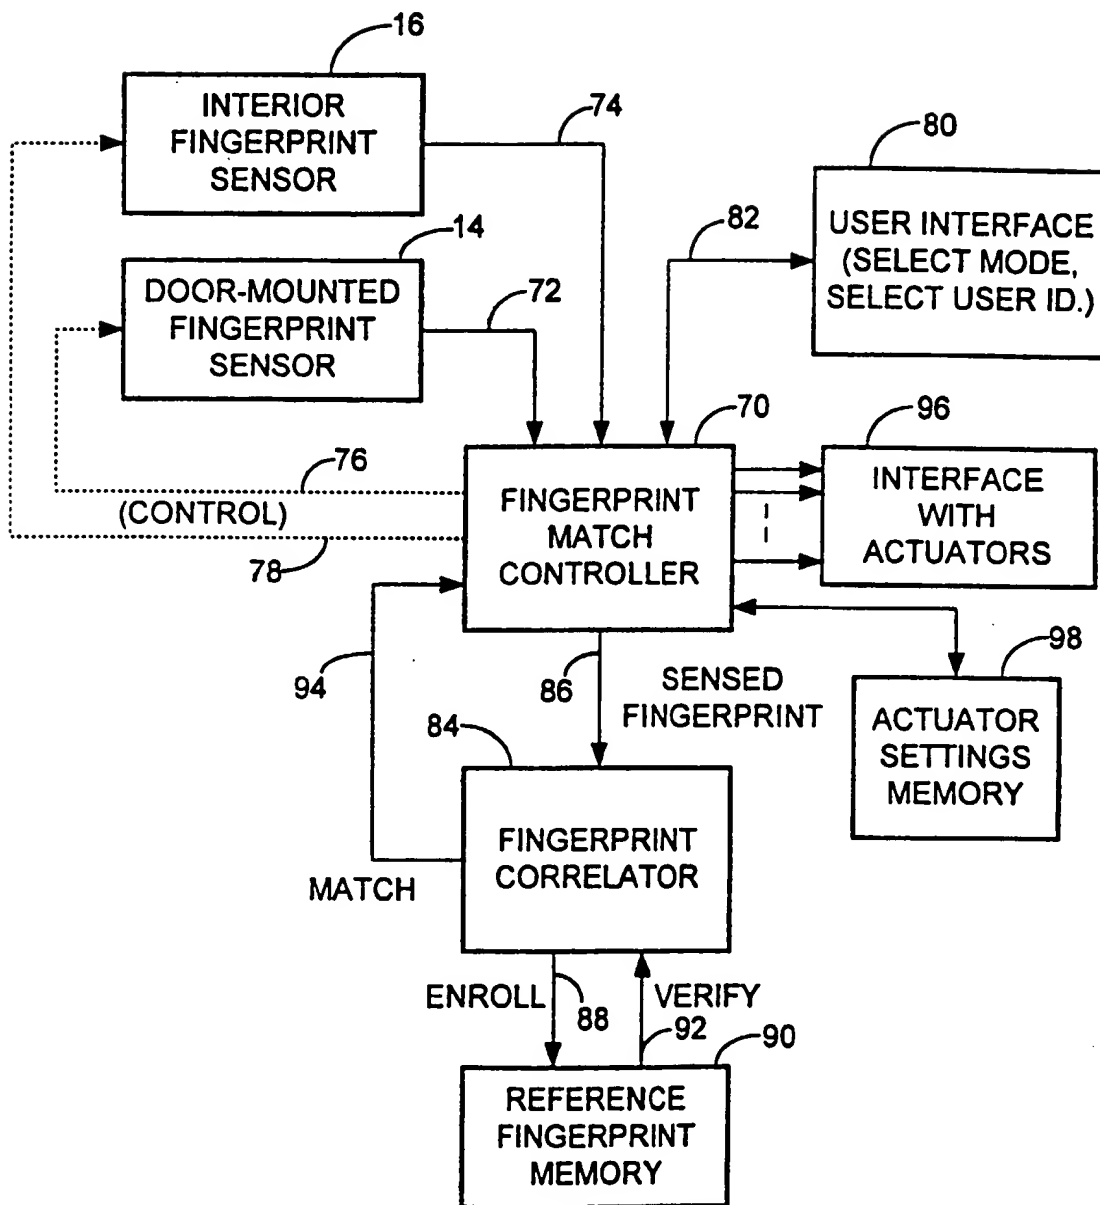 16
INTERIOR
FINGERPRINT
SENSOR
74
80
USER INTERFACE
(SELECT MODE,
SELECT USER ID.)
82
14
DOOR-MOUNTED
FINGERPRINT
SENSOR
72
70
96
76
(CONTROL)
78
FINGERPRINT
MATCH
CONTROLLER
INTERFACE
WITH
ACTUATORS
94
86
SENSED
FINGERPRINT
98
ACTUATOR
SETTINGS
MEMORY
84
FINGERPRINT
CORRELATOR
MATCH
ENROLL
88
VERIFY
92
90
REFERENCE
FINGERPRINT
MEMORY